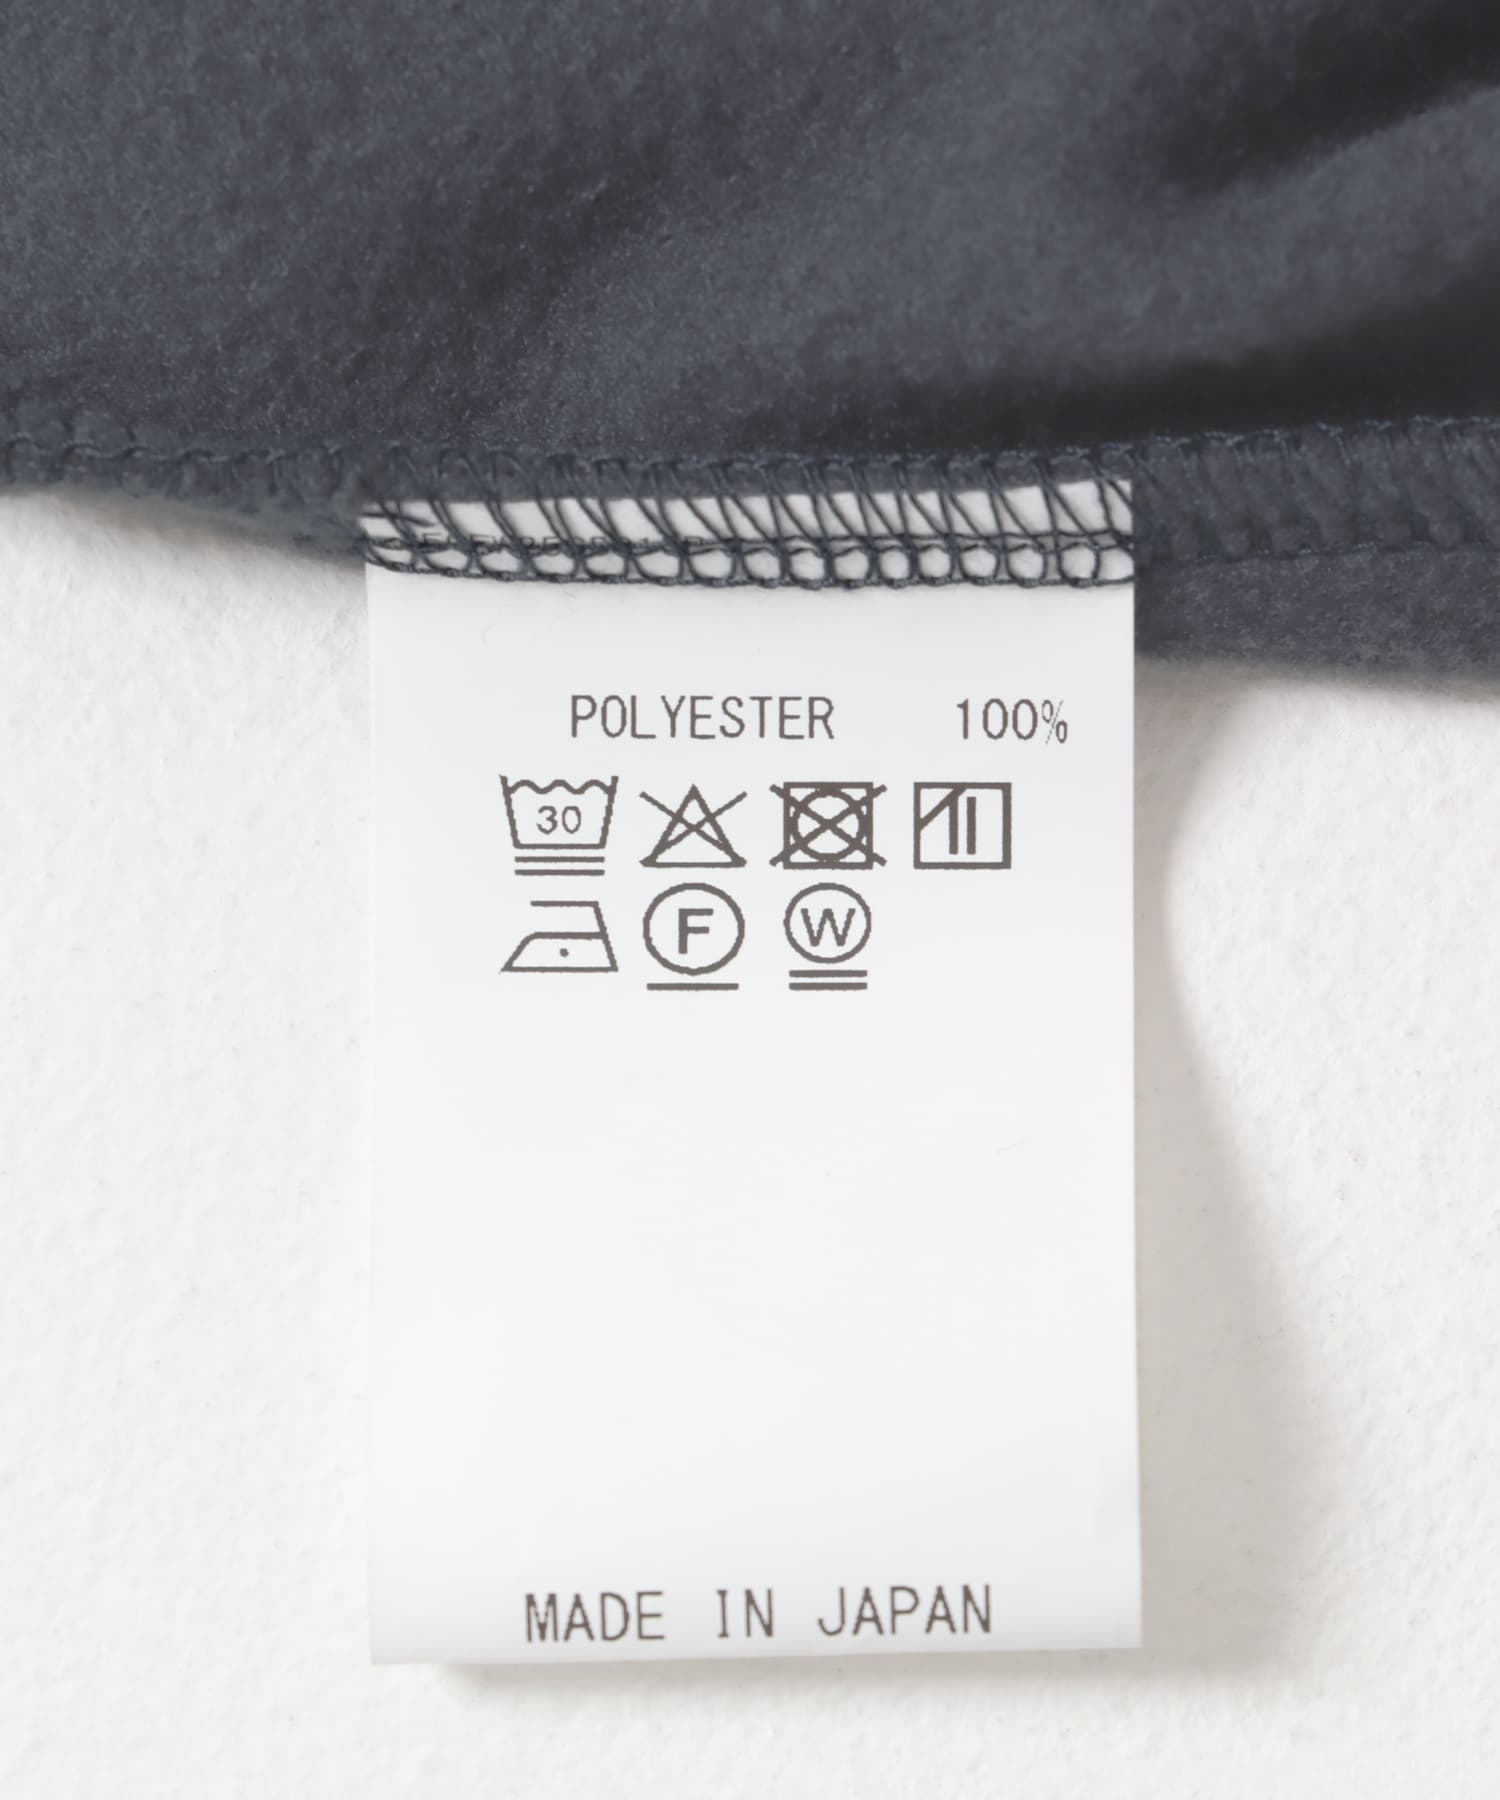 POLYESTER 100%
30
F W
MADE IN JAPAN